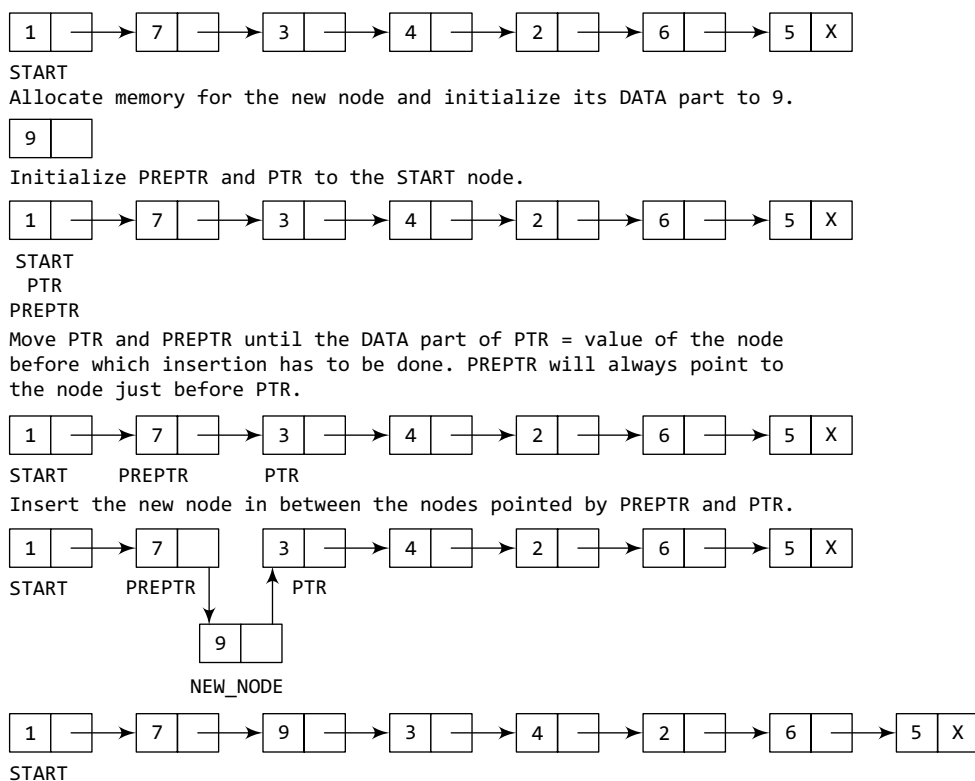 1 7 3 4 2 6 5 X
START
Allocate memory for the new node and initialize its DATA part to 9.
9
Initialize PREPTR and PTR to the START node.
1 7 3 4 2 6 5 X
START
PTR
PREPTR
Move PTR and PREPTR until the DATA part of PTR = value of the node
before which insertion has to be done. PREPTR will always point to
the node just before PTR.
1 7 3 4 2 6 5 X
START PREPTR PTR
Insert the new node in between the nodes pointed by PREPTR and PTR.
1 7 3 4 2 6 5 X
START PREPTR PTR
9
NEW_NODE
1 7 9 3 4 2 6 5 X
START